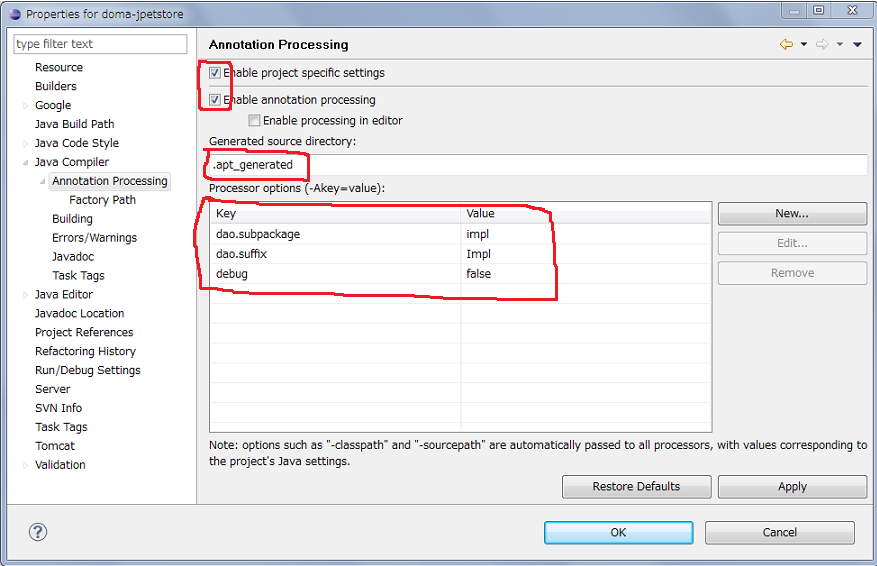 Properties for doma-jpetstore
type filter text
Resource
Builders
Google
Java Build Path
Java Code Style
Java Compiler
Annotation Processing
Factory Path
Building
Errors/Warnings
Javadoc
Task Tags
Java Editor
Javadoc Location
Project References
Refactoring History
Run/Debug Settings
Server
SVN Info
Task Tags
Tomcat
Validation
Annotation Processing
Enable project specific settings
Enable annotation processing
Enable processing in editor
Generated source directory:
.apt_generated
Processor options (-Akey=value):
Key Value
dao.subpackage impl
dao.suffix Impl
debug false
New...
Edit...
Remove
Note: options such as "-classpath" and "-sourcepath" are automatically passed to all processors, with values corresponding to
the project's Java settings.
Restore Defaults Apply
? OK Cancel